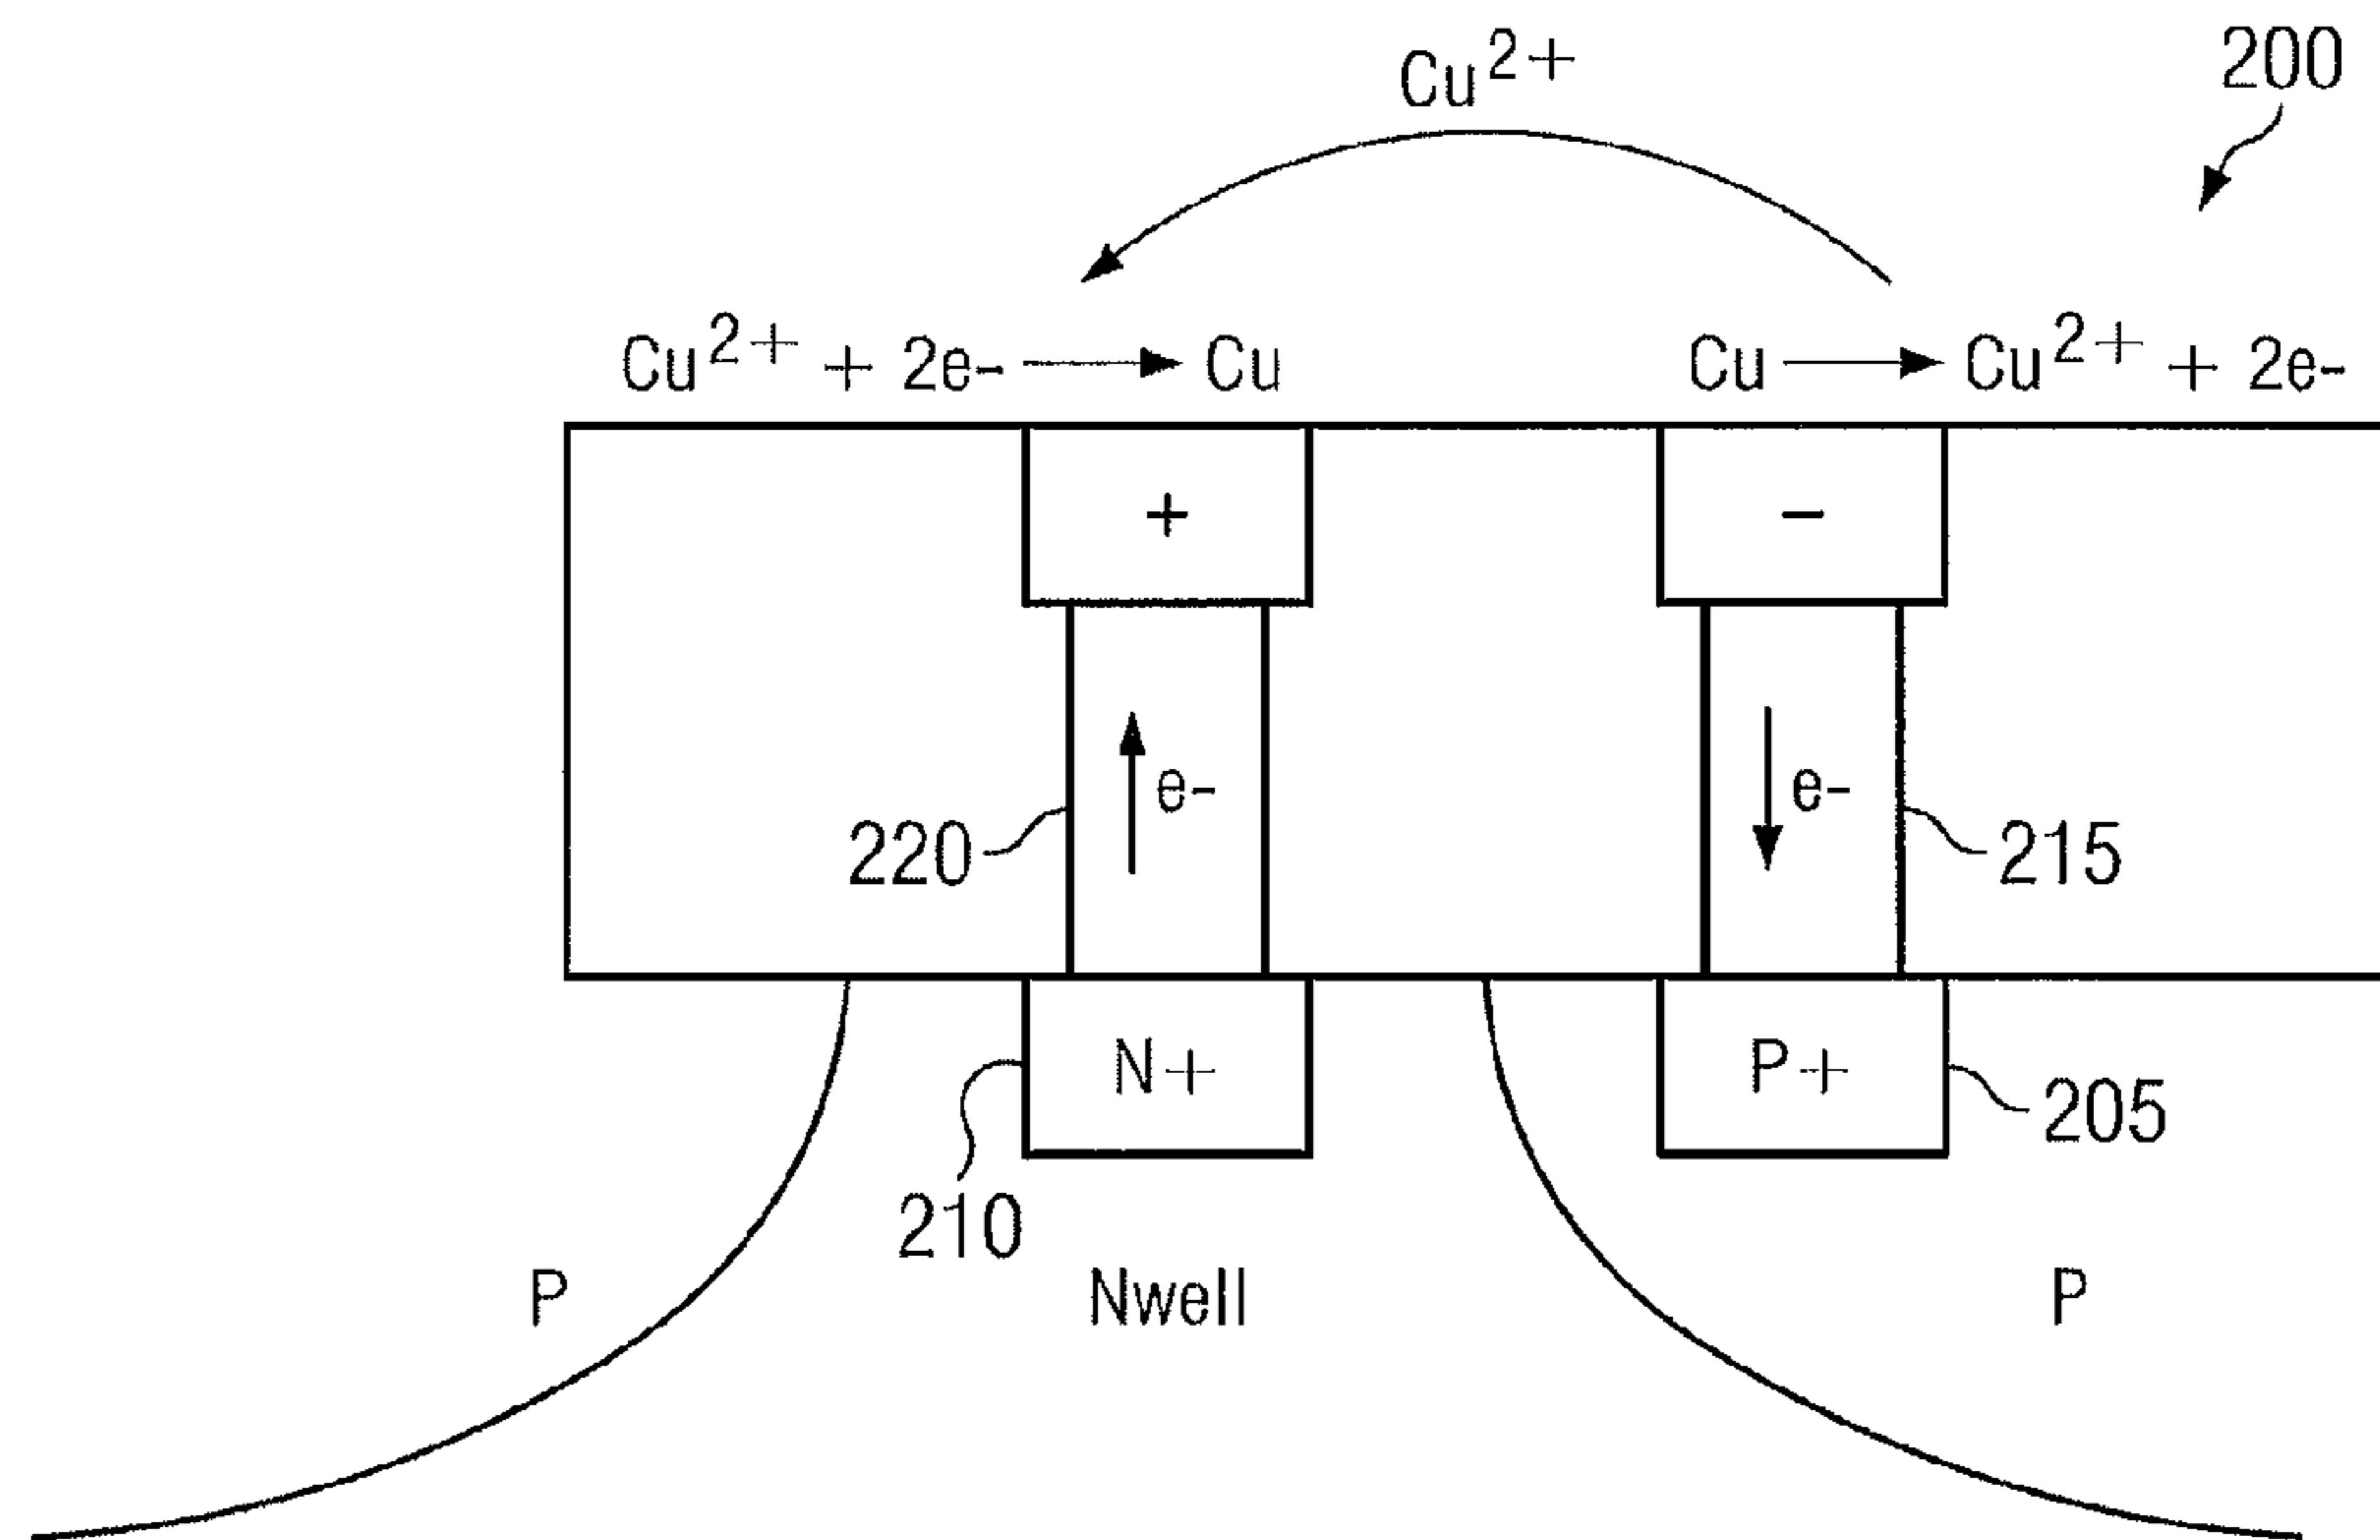 Cu2+
200
Cu2+ + 2e- → Cu
Cu → Cu2+ + 2e-
+
-
e-
e-
220
215
N+
P+
210
205
P
Nwell
P